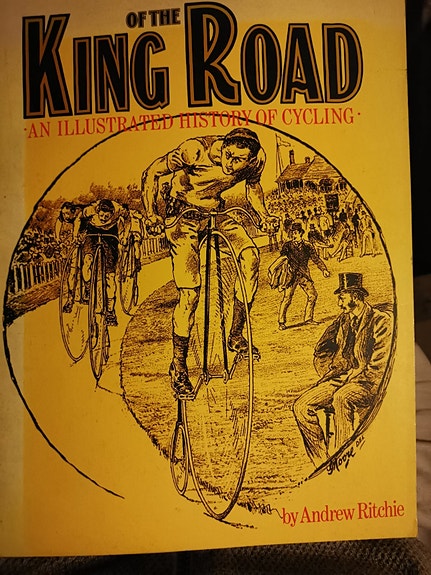 OF THE
KING ROAD
·AN ILLUSTRATED HISTORY OF CYCLING·
by Andrew Ritchie